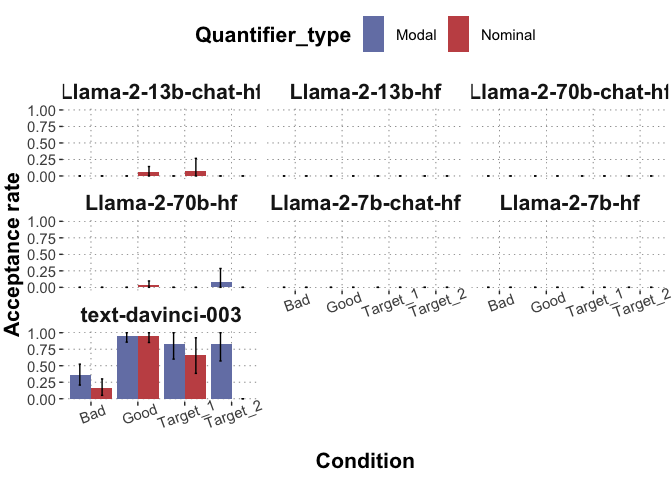 Quantifier_type Modal Nominal
Llama-2-13b-chat-hf Llama-2-13b-hf Llama-2-70b-chat-hf
1.00
0.75
0.50
0.25
0.00
Llama-2-70b-hf Llama-2-7b-chat-hf Llama-2-7b-hf
1.00
0.75
0.50
0.25
0.00
Bad Good Target_1 Target_2 Bad Good Target_1 Target_2
text-davinci-003
1.00
0.75
0.50
0.25
0.00
Bad Good Target_1 Target_2
Acceptance rate
Condition